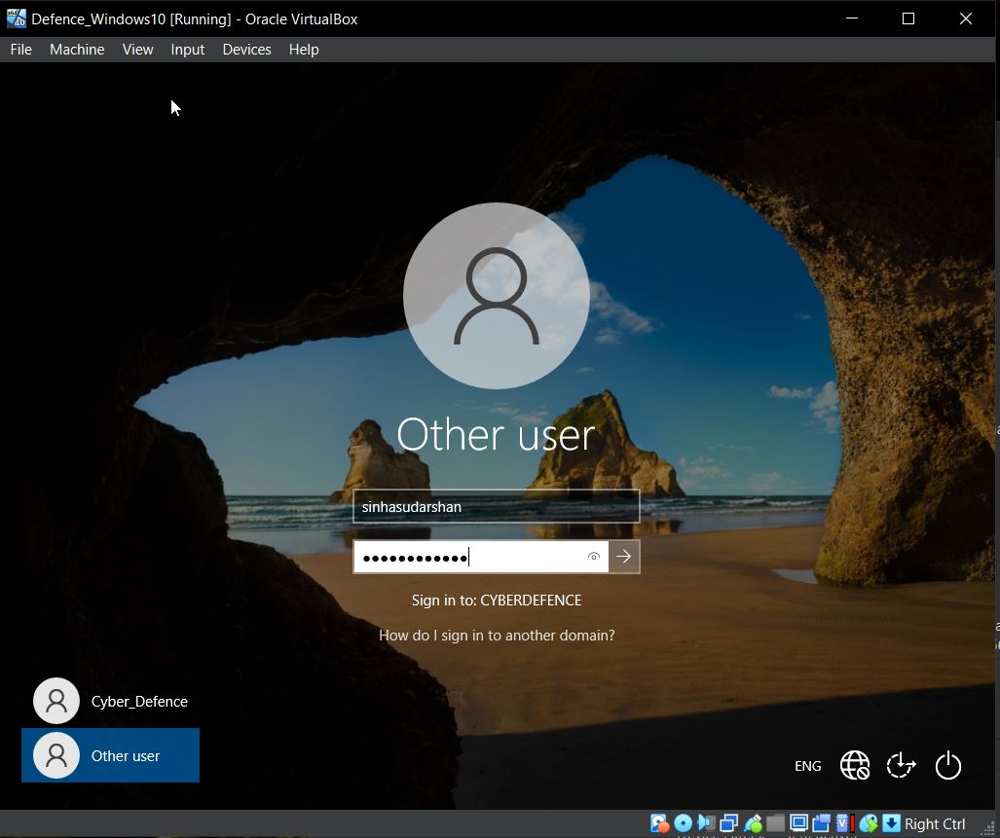 Defence_Windows10 [Running] - Oracle VirtualBox
File Machine View Input Devices Help
Other user
sinhasudarshan
••••••••••••
Sign in to: CYBERDEFENCE
How do I sign in to another domain?
Cyber_Defence
Other user
ENG
Right Ctrl